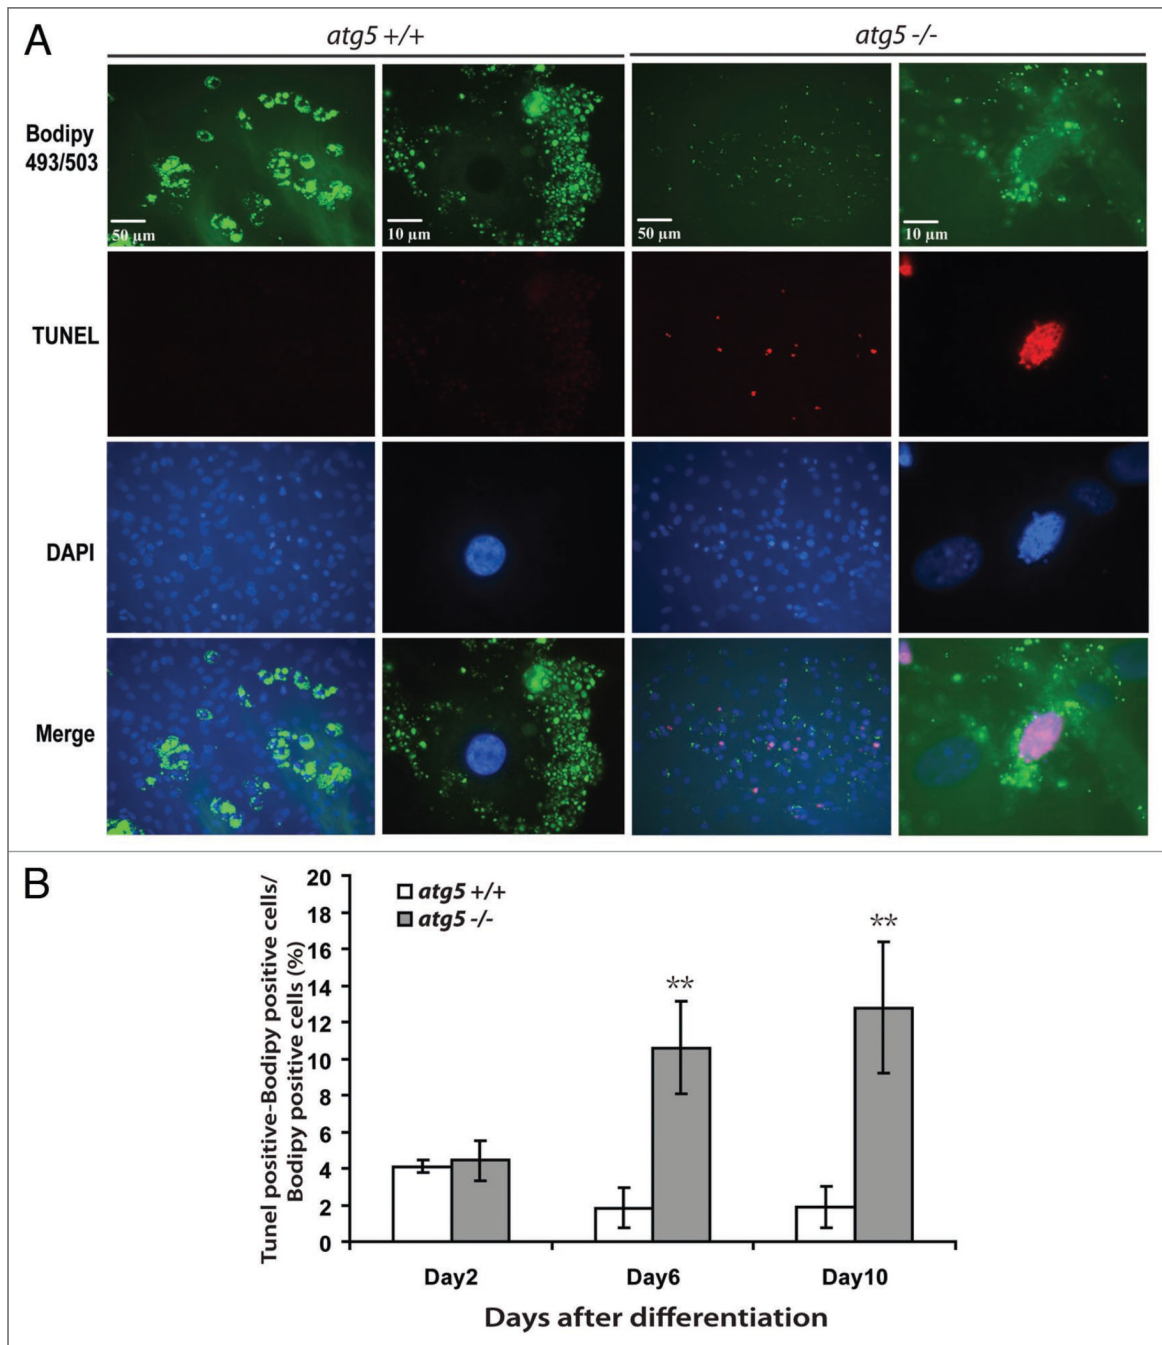 A
atg5 +/+
atg5 -/-
Bodipy
493/503
50 µm
10 µm
50 µm
10 µm
TUNEL
DAPI
Merge
B
Tunel positive-Bodipy positive cells/
Bodipy positive cells (%)
20
18
16
14
12
10
8
6
4
2
0
atg5 +/+
atg5 -/-
**
**
Day2
Day6
Day10
Days after differentiation